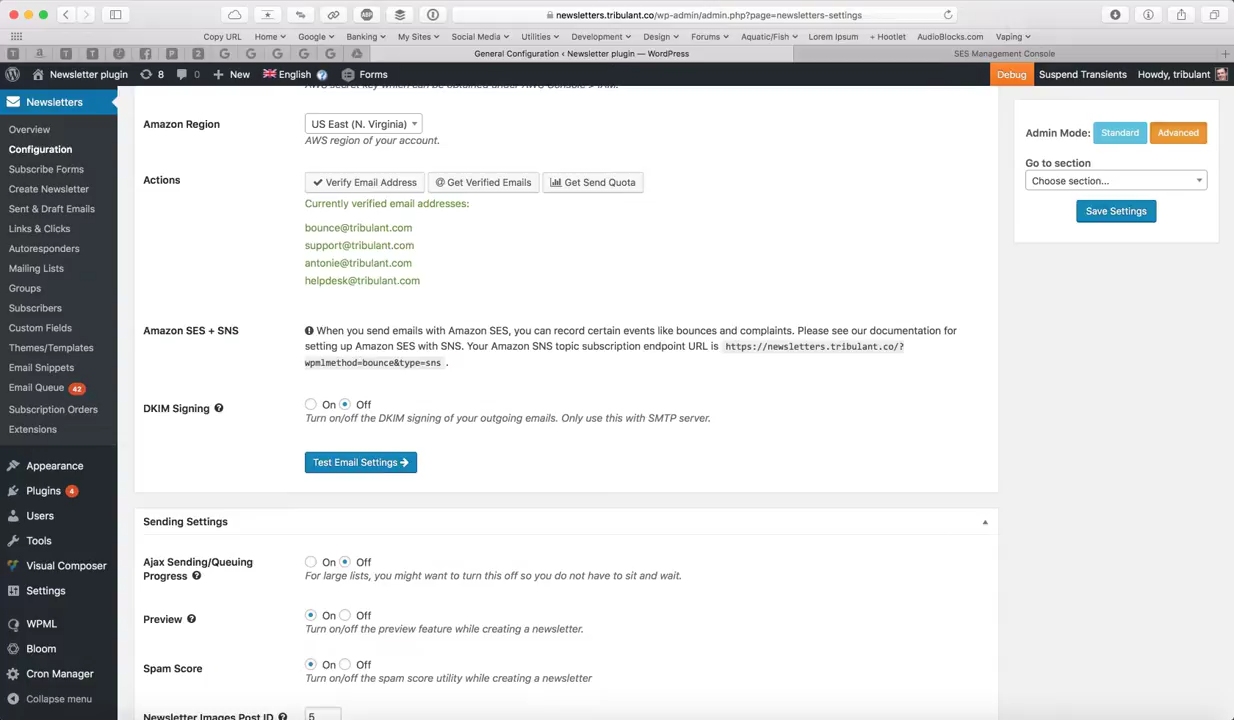 newsletters.tribulant.com/wp-admin/admin.php?page=newsletters-settings
ABP
Copy URL Home Google Banking My Sites Social Media Utilities Development Design Forums Aquatic/Fish Lorem Ipsum + Hootlet AudioBlocks.com Vaping
General Configuration ‹ Newsletter plugin — WordPress
SES Management Console
Newsletter plugin 8 0 + New English Forms
Debug Suspend Transients Howdy, tribulant
Newsletters
Overview
Configuration
Subscribe Forms
Create Newsletter
Sent & Draft Emails
Links & Clicks
Autoresponders
Mailing Lists
Groups
Subscribers
Custom Fields
Themes/Templates
Email Snippets
Email Queue 42
Subscription Orders
Extensions
Appearance
Plugins 4
Users
Tools
Visual Composer
Settings
WPML
Bloom
Cron Manager
Collapse menu
AWS secret key which can be obtained under AWS Console > IAM.
Amazon Region
US East (N. Virginia)
AWS region of your account.
Actions
Verify Email Address
@ Get Verified Emails
Get Send Quota
Currently verified email addresses:
bounce@tribulant.com
support@tribulant.com
antonie@tribulant.com
helpdesk@tribulant.com
Amazon SES + SNS
When you send emails with Amazon SES, you can record certain events like bounces and complaints. Please see our documentation for
setting up Amazon SES with SNS. Your Amazon SNS topic subscription endpoint URL is https://newsletters.tribulant.co/?
wpmlmethod=bounce&type=sns .
DKIM Signing
On Off
Turn on/off the DKIM signing of your outgoing emails. Only use this with SMTP server.
Test Email Settings
Sending Settings
Ajax Sending/Queuing
Progress
On Off
For large lists, you might want to turn this off so you do not have to sit and wait.
Preview
On Off
Turn on/off the preview feature while creating a newsletter.
Spam Score
On Off
Turn on/off the spam score utility while creating a newsletter
Newsletter Images Post ID
5
Admin Mode: Standard Advanced
Go to section
Choose section...
Save Settings